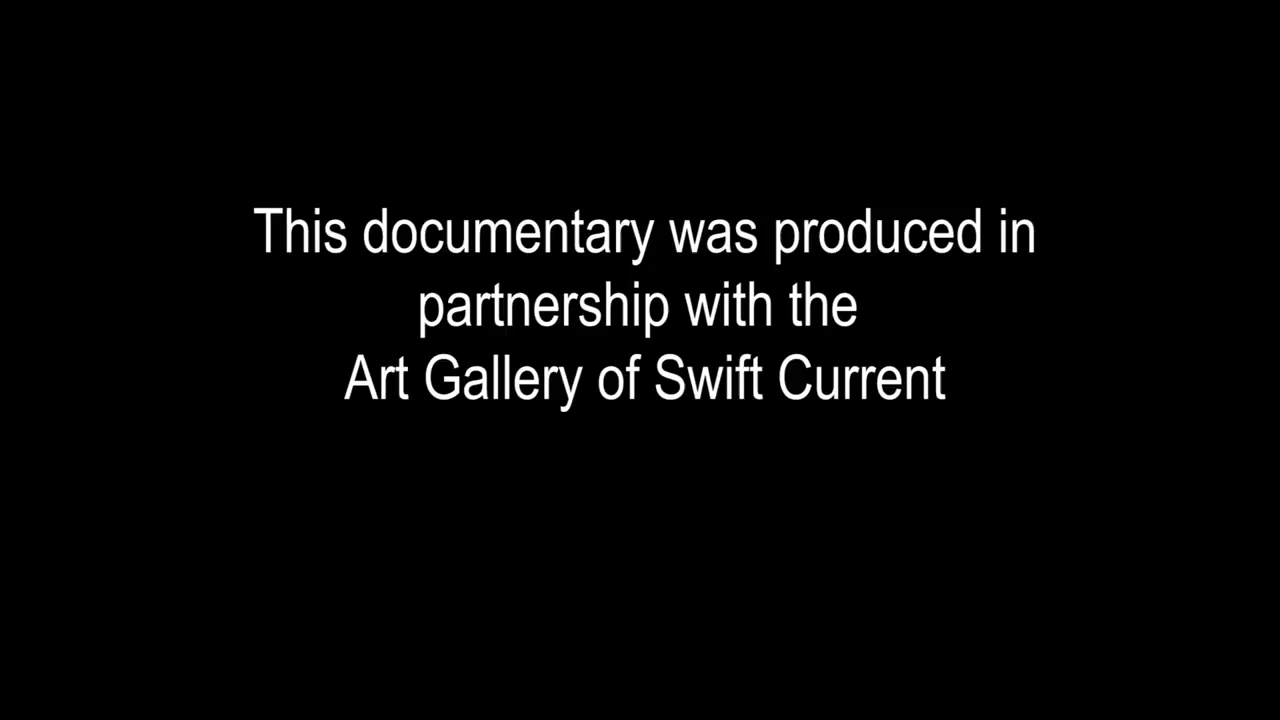 This documentary was produced in
partnership with the
Art Gallery of Swift Current